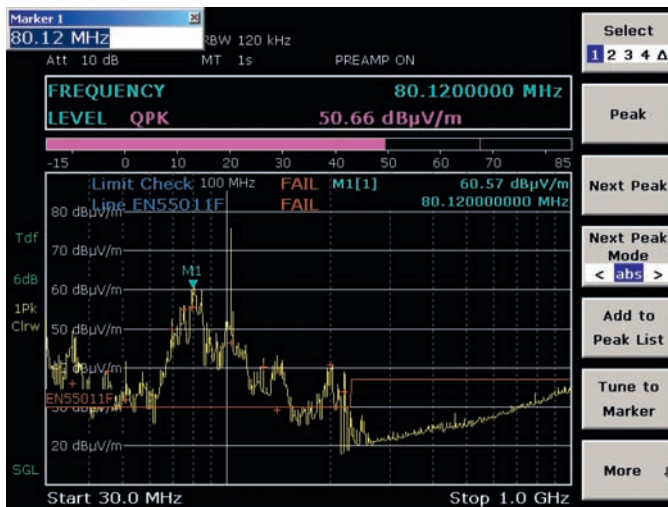 Marker 1
80.12 MHz
RBW 120 kHz
Att 10 dB
MT 1s
PREAMP ON
Select
1 2 3 4 Δ
FREQUENCY 80.1200000 MHz
LEVEL QPK 50.66 dBµV/m
Peak
-15 0 10 20 30 40 50 60 70 85
Limit Check 100 MHz FAIL M1[1] 60.57 dBµV/m
Line EN55011F FAIL 80.120000000 MHz
Next Peak
80 dBµV/m
Tdf
70 dBµV/m
Next Peak
Mode
< abs >
M1
6dB
60 dBµV/m
1Pk
Clrw
50 dBµV/m
Add to
Peak List
dBµV/m
EN55011F
dBµV/m
Tune to
Marker
20 dBµV/m
SGL
More
Start 30.0 MHz Stop 1.0 GHz